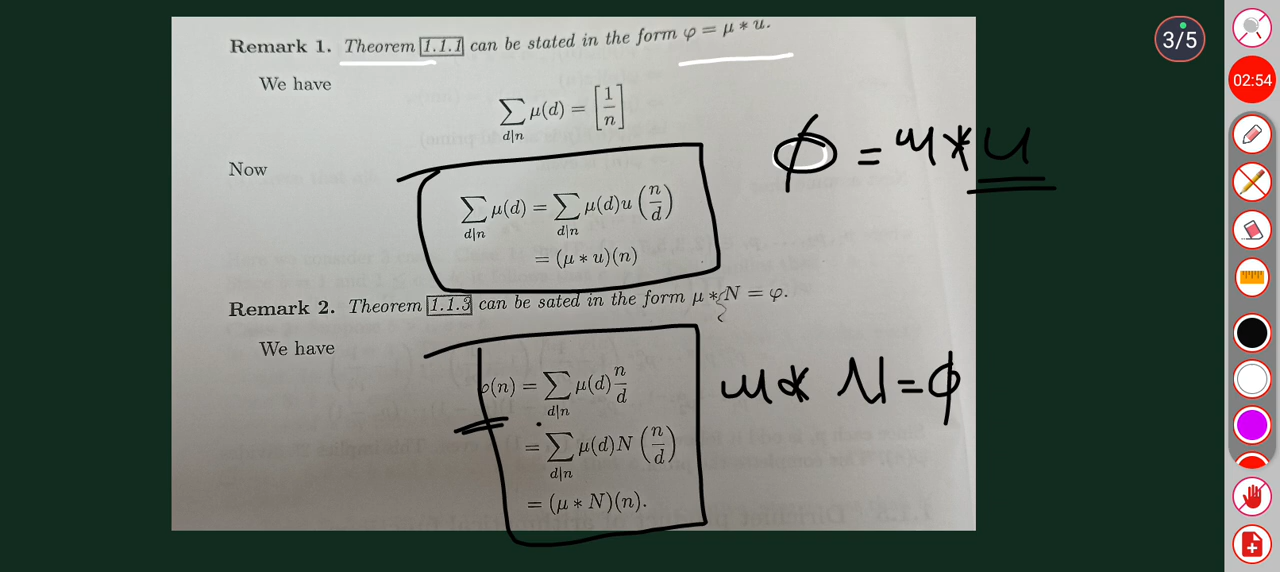 Remark 1. Theorem 1.1.1 can be stated in the form φ = μ * u.
We have
∑_{d|n} μ(d) = [1/n]
Now
∑_{d|n} μ(d) = ∑_{d|n} μ(d)u (n/d)
= (μ * u)(n)
Remark 2. Theorem 1.1.3 can be sated in the form μ * N = φ.
We have
φ(n) = ∑_{d|n} μ(d) n/d
= ∑_{d|n} μ(d)N (n/d)
= (μ * N)(n).
ϕ = μ * u
μ * N = ϕ
3/5
02:54